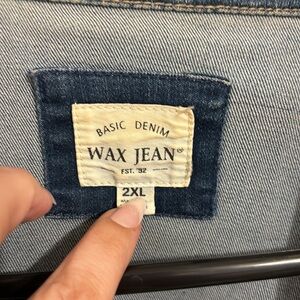 BASIC DENIM
WAX JEAN®
EST. '92
2XL